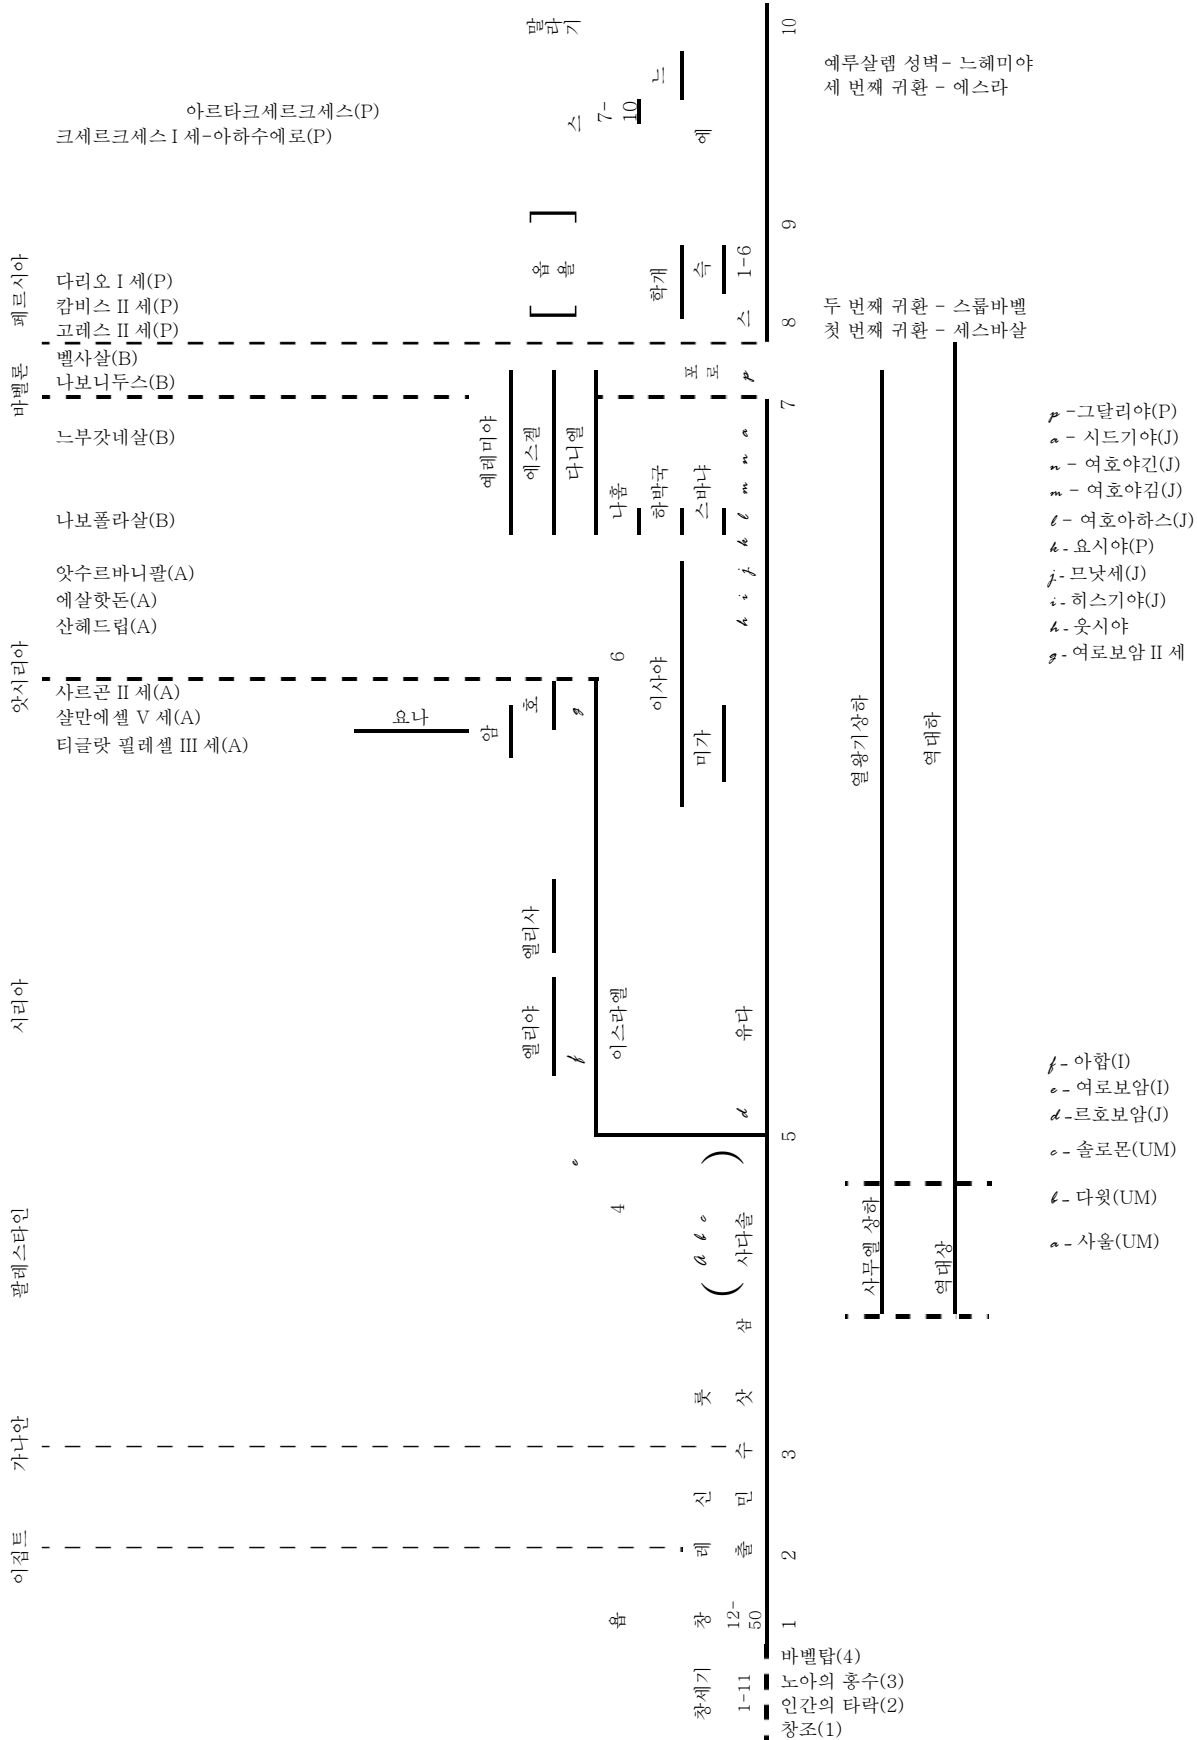 말라기
10
느
예루살렘 성벽- 느헤미야
세 번째 귀환 - 에스라
아르타크세르크세스(P)
스
7-
10
에
크세르크세스 I 세-아하수에로(P)
9
[ ]
옵
욜
학개
슥
1-6
페르시아
다리오 I 세(P)
캄비스 II 세(P)
고레스 II 세(P)
스
8
두 번째 귀환 - 스룹바벨
첫 번째 귀환 - 세스바살
벨사살(B)
나보니두스(B)
바벨론
포
로
p
7
느부갓네살(B)
예레미야
에스겔
다니엘
나훔
하박국
스바냐
나보폴라살(B)
l m n
k
앗수르바니팔(A)
에살핫돈(A)
산헤드립(A)
h i j
p -그달리야(P)
a - 시드기야(J)
n - 여호야긴(J)
m - 여호야김(J)
l - 여호아하스(J)
k - 요시야(P)
j - 므낫세(J)
i - 히스기야(J)
h - 웃시야
g - 여로보암 II 세
6
이사야
앗시리아
사르곤 II 세(A)
샬만에셀 V 세(A)
티글랏 필레셀 III 세(A)
요나
암
호
g
미가
열왕기상하
역대하
엘리사
엘리야
f
시리아
이스라엘
유다
d
5
f - 아합(I)
e - 여로보암(I)
d -르호보암(J)
c - 솔로몬(UM)
b - 다윗(UM)
a - 사울(UM)
e
4
( a b c )
사다솔
사무엘 상하
역대상
팔레스타인
삼
룻
삿
가나안
수
3
신
민
이집트
레
출
2
욥
창
12-
50
1
창세기
1-11
바벨탑(4)
노아의 홍수(3)
인간의 타락(2)
창조(1)